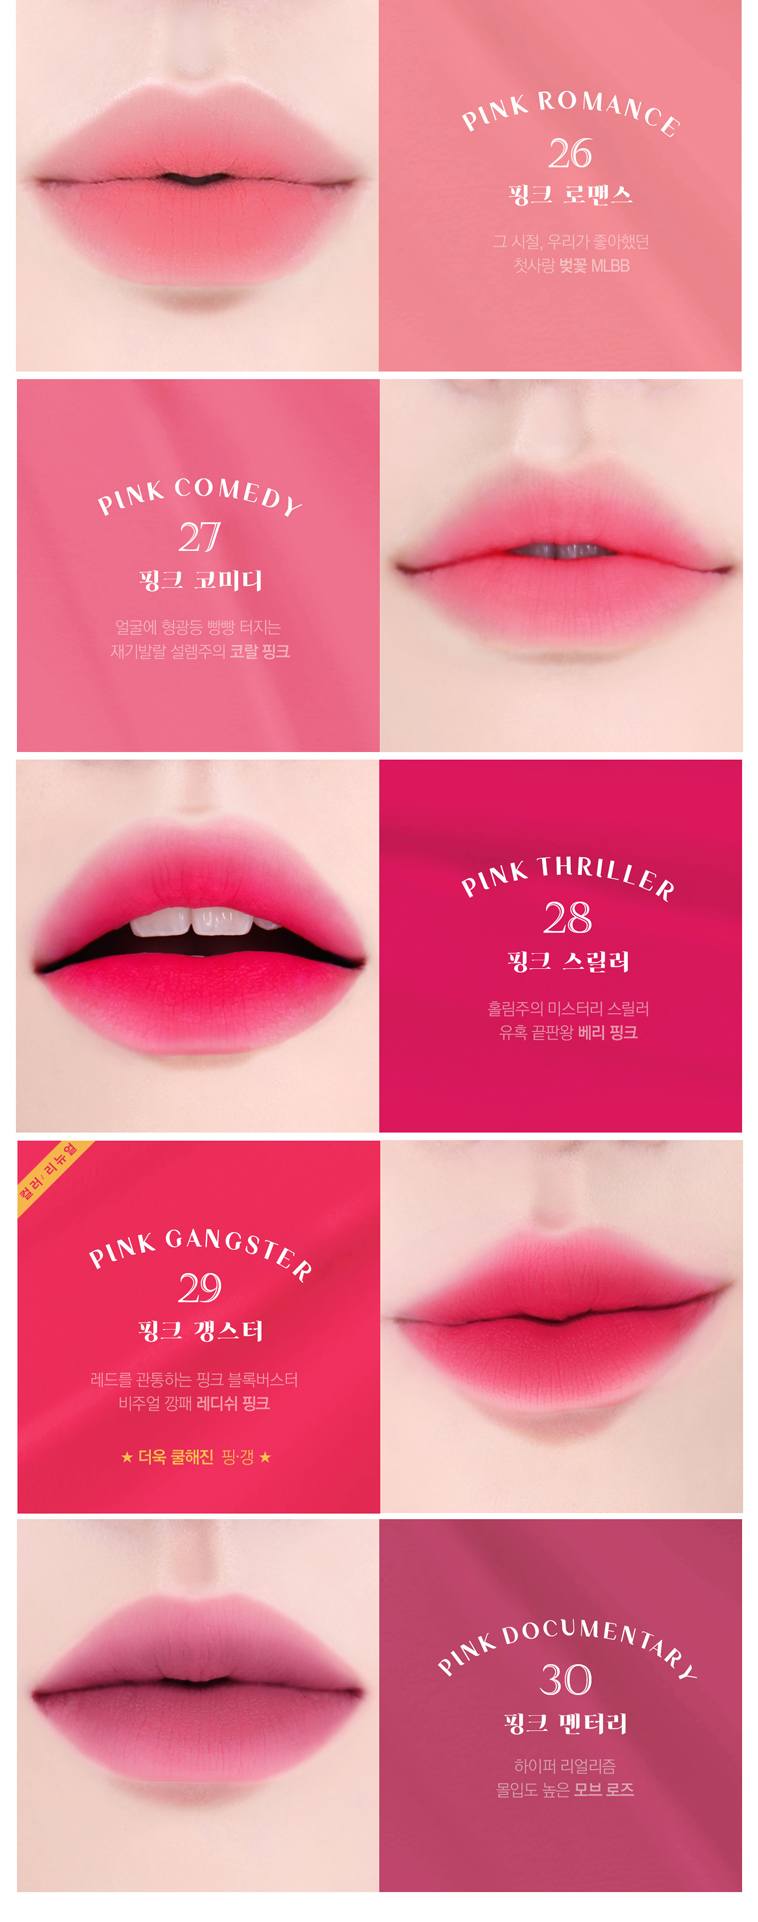 PINK ROMANCE
26
핑크 로맨스
그 시절, 우리가 좋아했던
첫사랑 벚꽃 MLBB
PINK COMEDY
27
핑크 코미디
얼굴에 형광등 빵빵 터지는
재기발랄 설렘주의 코랄 핑크
PINK THRILLER
28
핑크 스릴러
홀림주의 미스터리 스릴러
유혹 끝판왕 베리 핑크
컬러/리뉴얼
PINK GANGSTER
29
핑크 갱스터
레드를 관통하는 핑크 블록버스터
비주얼 깡패 레디쉬 핑크
★ 더욱 쿨해진 핑·갱 ★
PINK DOCUMENTARY
30
핑크 멘터리
하이퍼 리얼리즘
몰입도 높은 모브 로즈